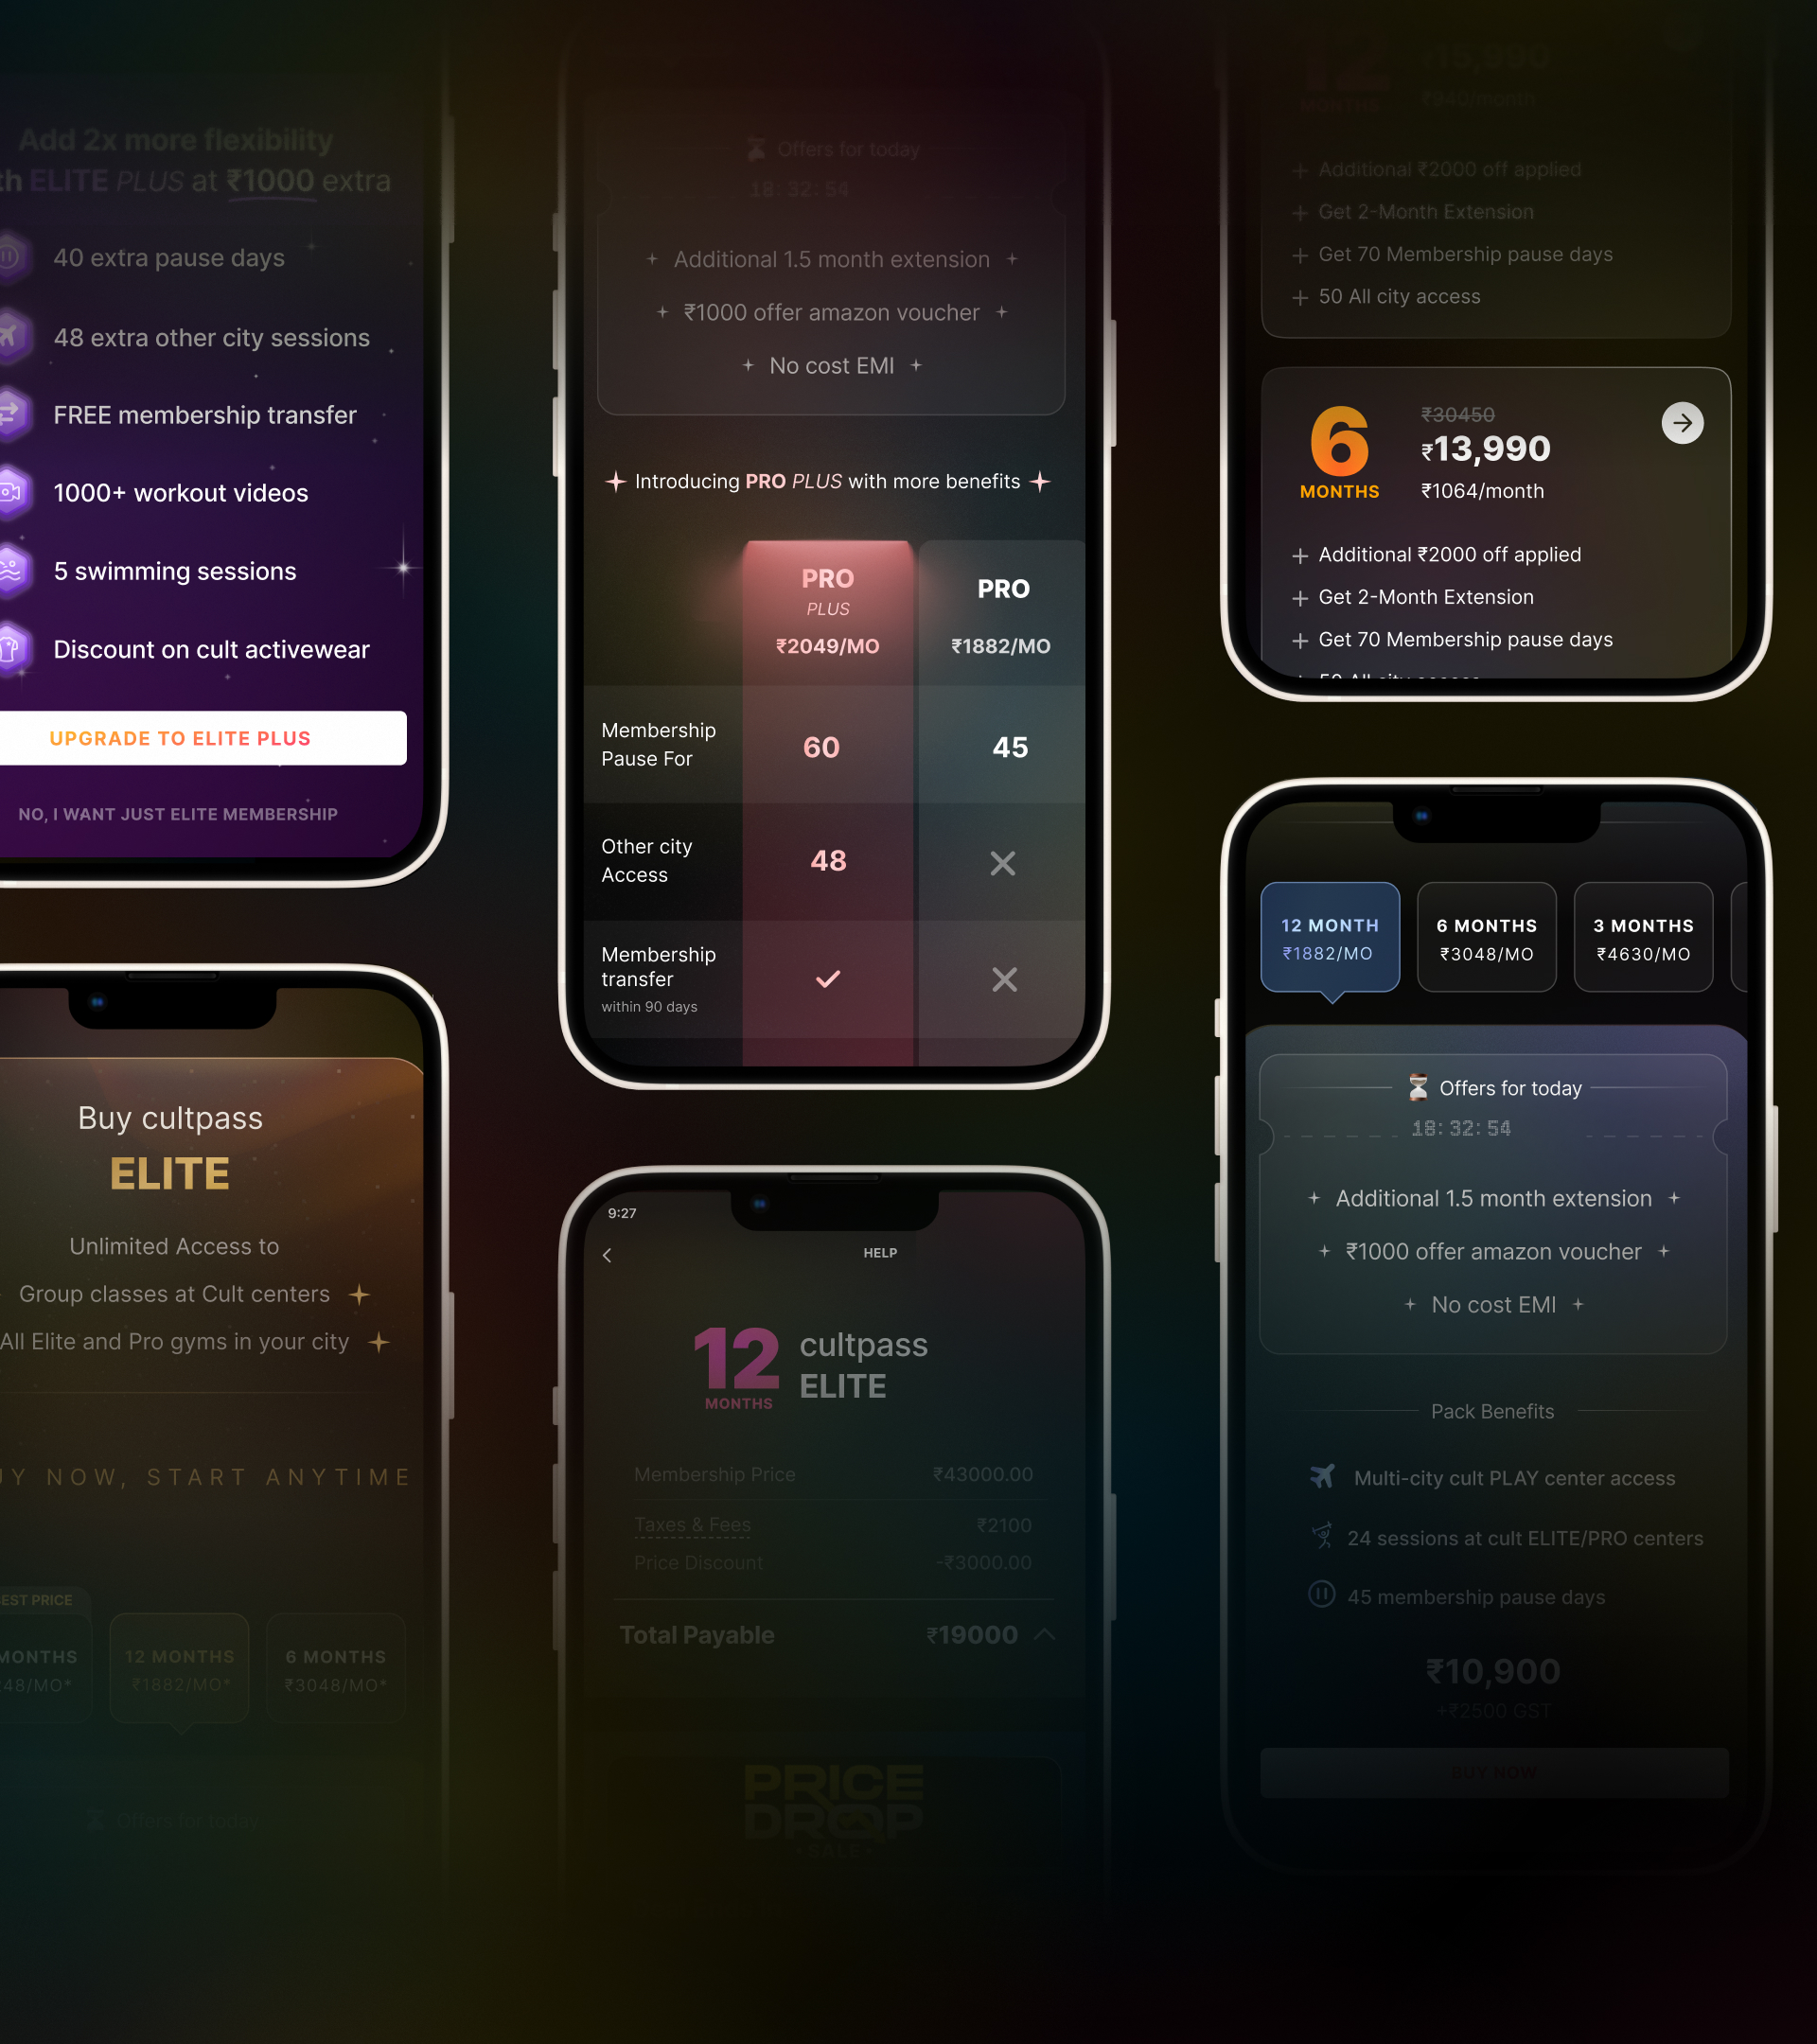 Add 2x more flexibility
th ELITE PLUS at ₹1000 extra
40 extra pause days
48 extra other city sessions
FREE membership transfer
1000+ workout videos
5 swimming sessions
Discount on cult activewear
UPGRADE TO ELITE PLUS
NO, I WANT JUST ELITE MEMBERSHIP
Buy cultpass
ELITE
Unlimited Access to
Group classes at Cult centers
All Elite and Pro gyms in your city
UY NOW, START ANYTIME
EST PRICE
MONTHS
48/MO*
12 MONTHS
₹1882/MO*
6 MONTHS
₹3048/MO*
Offers for today
Offers for today
18: 32: 54
Additional 1.5 month extension
₹1000 offer amazon voucher
No cost EMI
Introducing PRO PLUS with more benefits
PRO
PLUS
₹2049/MO
PRO
₹1882/MO
Membership
Pause For
60
45
Other city
Access
48
Membership
transfer
within 90 days
9:27
HELP
12
MONTHS
cultpass
ELITE
Membership Price ₹43000.00
Taxes & Fees ₹2100
Price Discount -₹3000.00
Total Payable ₹19000
PRICE
DROP
SALE
12
MONTHS
₹15,990
₹940/month
Additional ₹2000 off applied
Get 2-Month Extension
Get 70 Membership pause days
50 All city access
6
MONTHS
₹30450
₹13,990
₹1064/month
Additional ₹2000 off applied
Get 2-Month Extension
Get 70 Membership pause days
50 All city access
12 MONTH
₹1882/MO
6 MONTHS
₹3048/MO
3 MONTHS
₹4630/MO
Offers for today
18: 32: 54
Additional 1.5 month extension
₹1000 offer amazon voucher
No cost EMI
Pack Benefits
Multi-city cult PLAY center access
24 sessions at cult ELITE/PRO centers
45 membership pause days
₹10,900
+₹2500 GST
BUY NOW